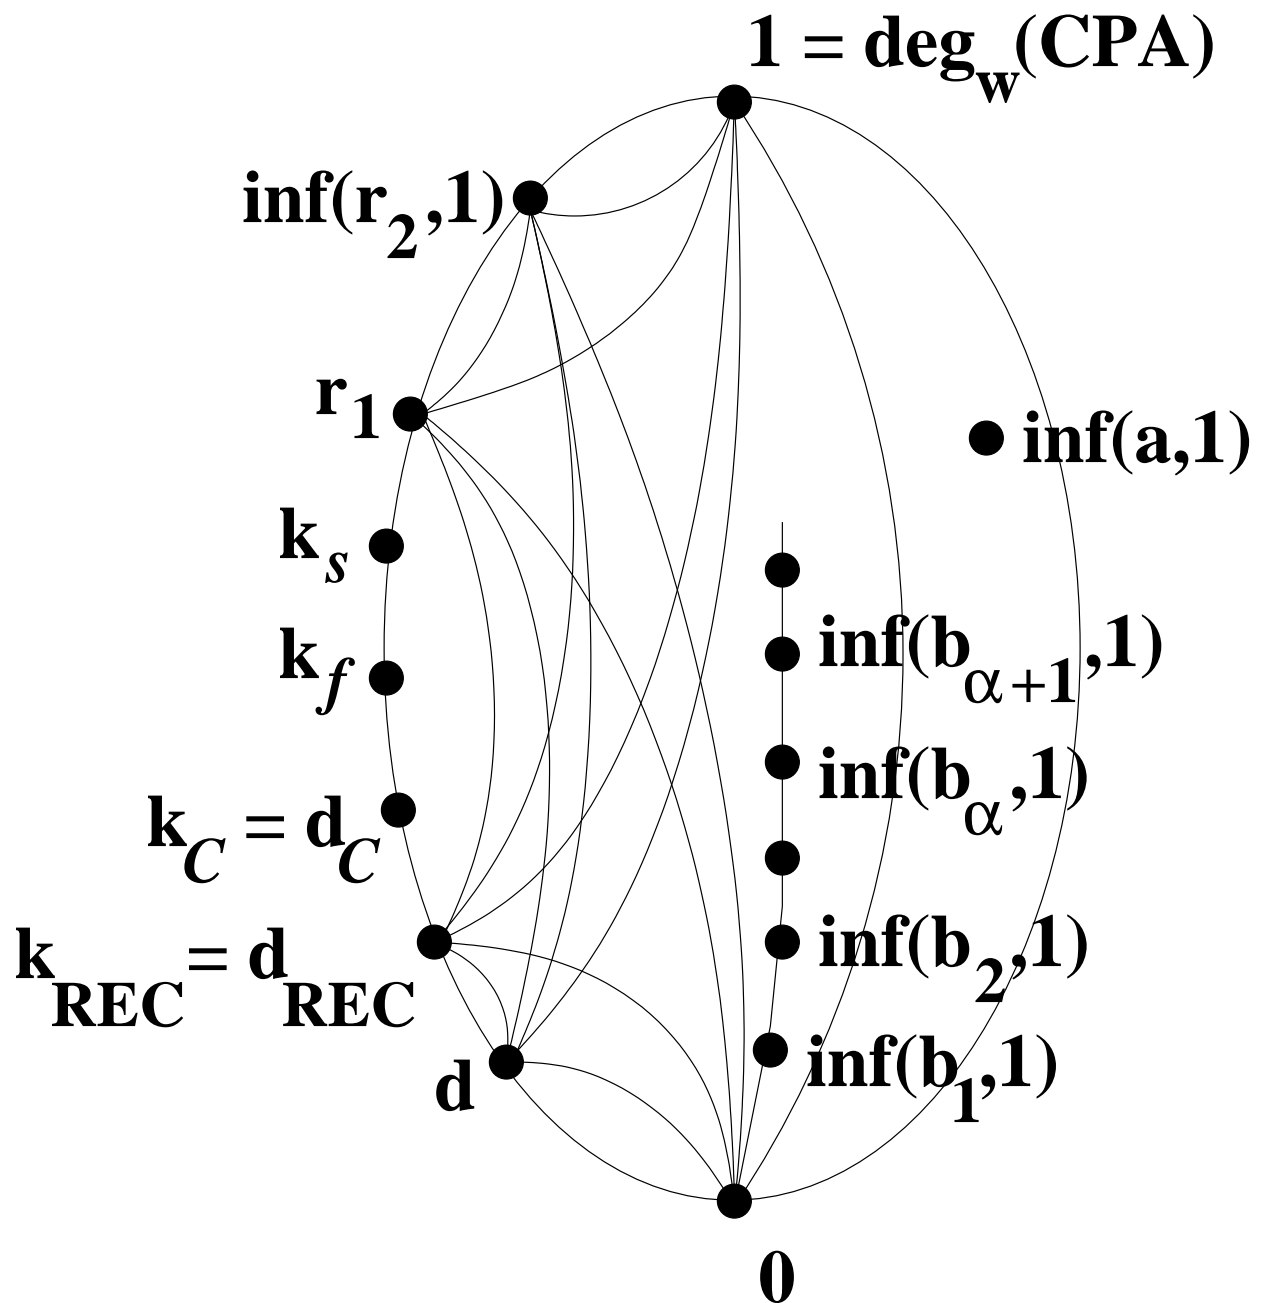 1 = deg_w(CPA)
inf(r_2,1)
r_1
inf(a,1)
k_s
inf(b_α+1,1)
k_f
inf(b_α,1)
k_C = d_C
inf(b_2,1)
k_REC = d_REC
inf(b_1,1)
d
0